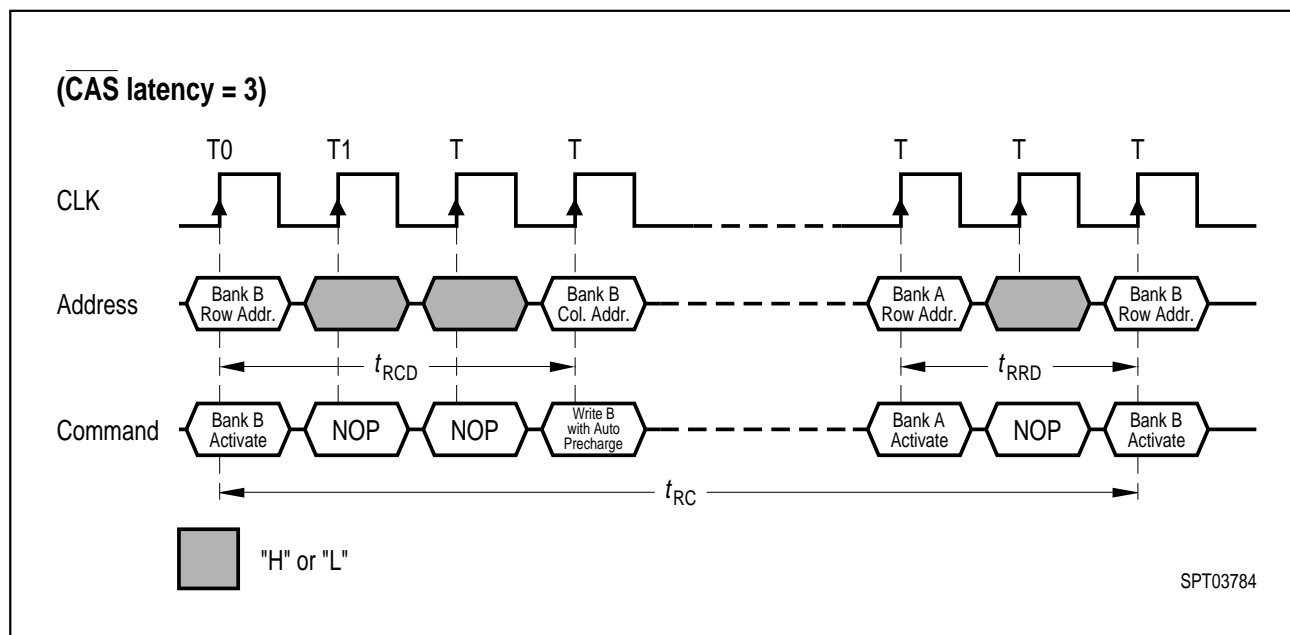 (CAS latency = 3)
T0 T1 T T T T T
CLK
Address
Bank B
Row Addr.
Bank B
Col. Addr.
Bank A
Row Addr.
Bank B
Row Addr.
tRCD
tRRD
Command
Bank B
Activate
NOP
NOP
Write B
with Auto
Precharge
Bank A
Activate
NOP
Bank B
Activate
tRC
"H" or "L"
SPT03784